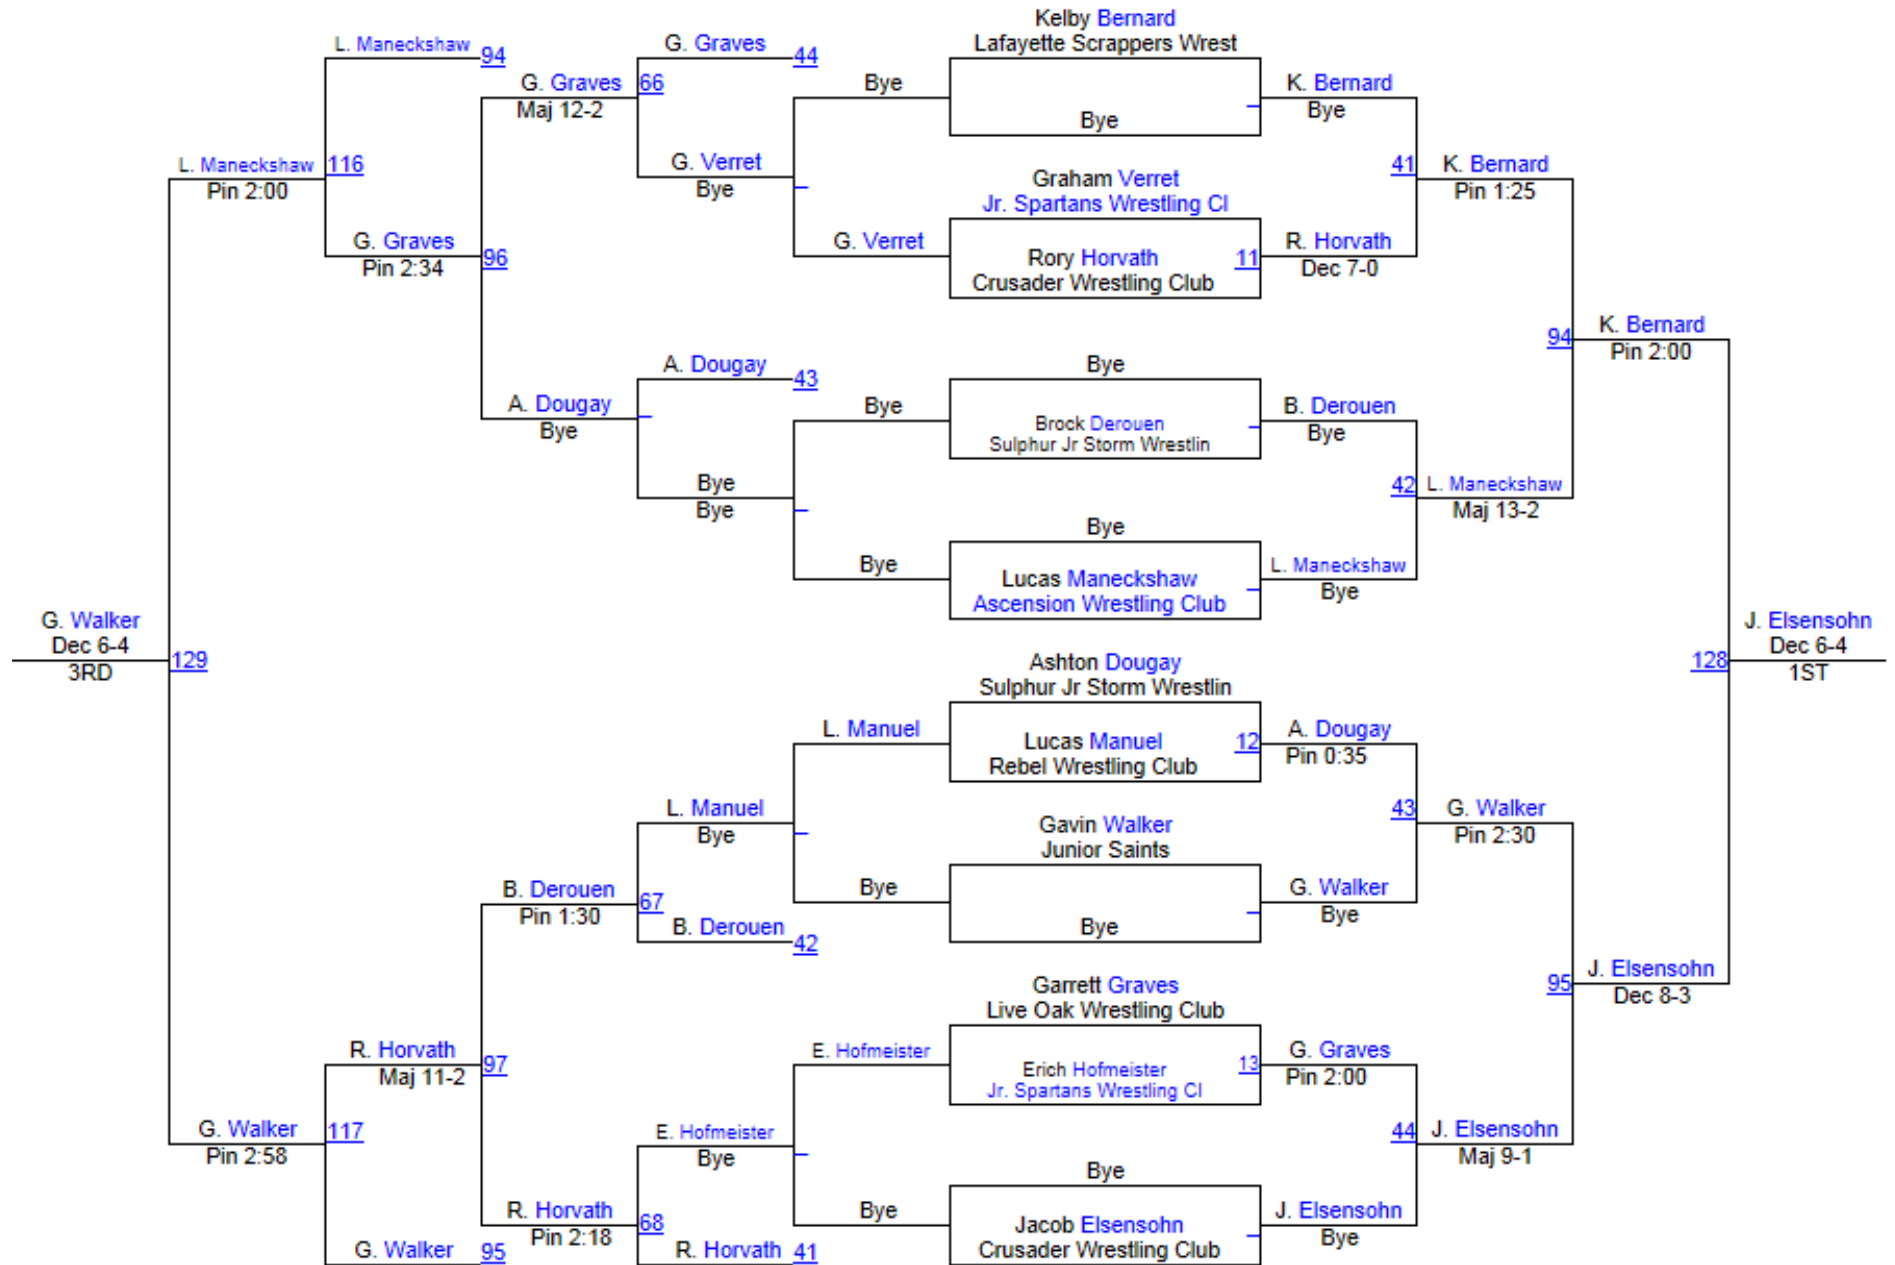 Kelby Bernard
L. Maneckshaw 94 G. Graves 44 Lafayette Scrappers Wrest
G. Graves 66 Bye K. Bernard
Maj 12-2 Bye Bye
L. Maneckshaw 116 G. Verret 41 K. Bernard
Pin 2:00 Bye Graham Verret Pin 1:25
Jr. Spartans Wrestling Cl
G. Graves G. Verret R. Horvath
Pin 2:34 96 Rory Horvath 11 Dec 7-0
Crusader Wrestling Club
94 K. Bernard
Pin 2:00
A. Dougay 43 Bye
A. Dougay Bye B. Derouen
Bye Brock Derouen Bye
Sulphur Jr Storm Wrestlin
Bye 42 L. Maneckshaw
Bye Maj 13-2
Bye
Bye L. Maneckshaw
Lucas Maneckshaw Bye
Ascension Wrestling Club
G. Walker J. Elsensohn
Dec 6-4 Dec 6-4
3RD 129 128 1ST
Ashton Dougay
Sulphur Jr Storm Wrestlin
L. Manuel A. Dougay
Lucas Manuel 12 Pin 0:35
Rebel Wrestling Club
L. Manuel 43 G. Walker
Bye Gavin Walker Pin 2:30
Junior Saints
B. Derouen 67 Bye G. Walker
Pin 1:30 Bye
B. Derouen 42 Bye
95 J. Elsensohn
Garrett Graves Dec 8-3
Live Oak Wrestling Club
R. Horvath 97 E. Hofmeister G. Graves
Maj 11-2 Erich Hofmeister 13 Pin 2:00
Jr. Spartans Wrestling Cl
G. Walker 117 E. Hofmeister 44 J. Elsensohn
Pin 2:58 Bye Maj 9-1
Bye
R. Horvath 68 Bye J. Elsensohn
Pin 2:18 Jacob Elsensohn Bye
G. Walker 95 R. Horvath 41 Crusader Wrestling Club